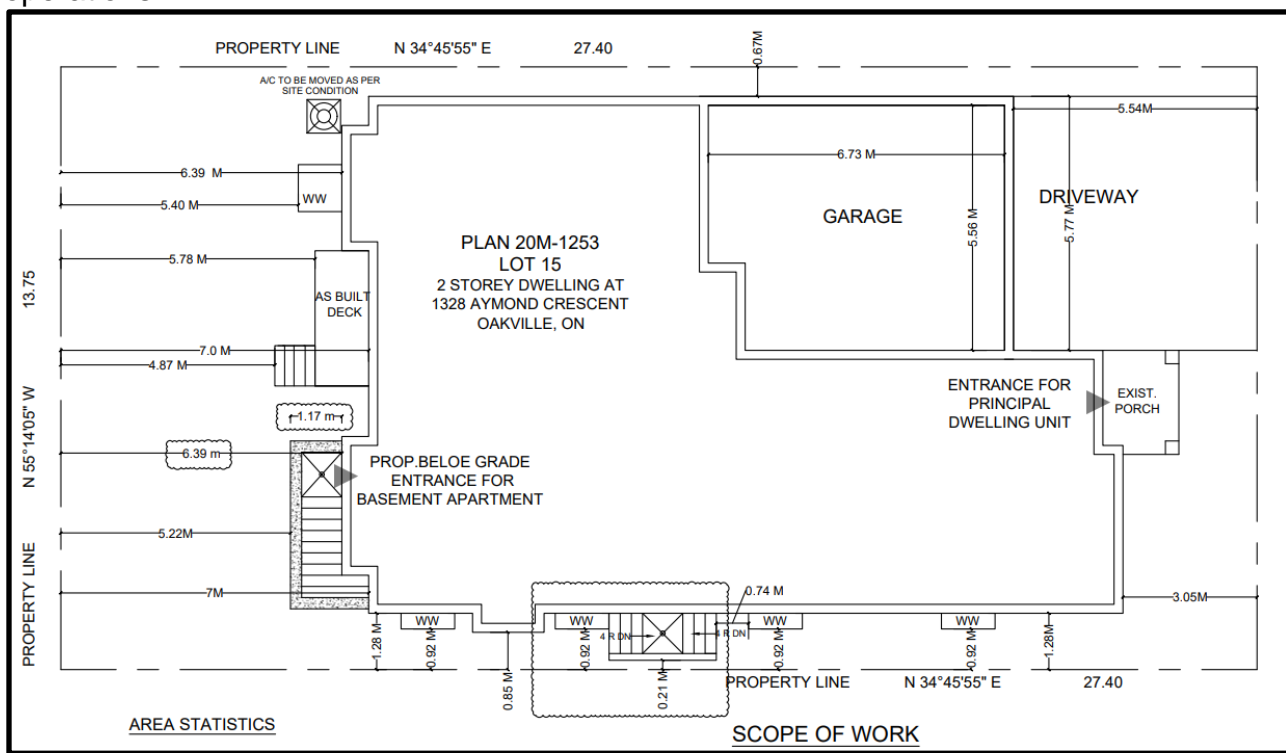 PROPERTY LINE N 34°45'55" E 27.40
0.67M
A/C TO BE MOVED AS PER
SITE CONDITION
5.54M
6.39 M
6.73 M
WW
5.40 M
DRIVEWAY
GARAGE
5.56 M
5.77 M
PLAN 20M-1253
LOT 15
2 STOREY DWELLING AT
1328 AYMOND CRESCENT
OAKVILLE, ON
5.78 M
13.75
AS BUILT
DECK
7.0 M
4.87 M
ENTRANCE FOR
PRINCIPAL
DWELLING UNIT
EXIST.
PORCH
1.17 m
N 55°14'05" W
6.39 m
PROP.BELOE GRADE
ENTRANCE FOR
BASEMENT APARTMENT
5.22M
7M
0.74 M
3.05M
PROPERTY LINE
WW
WW
WW
WW
4 R DN
4 R DN
1.28 M
0.92 M
0.85 M
0.92 M
0.21 M
0.92 M
0.92 M
1.28M
PROPERTY LINE N 34°45'55" E 27.40
AREA STATISTICS
SCOPE OF WORK